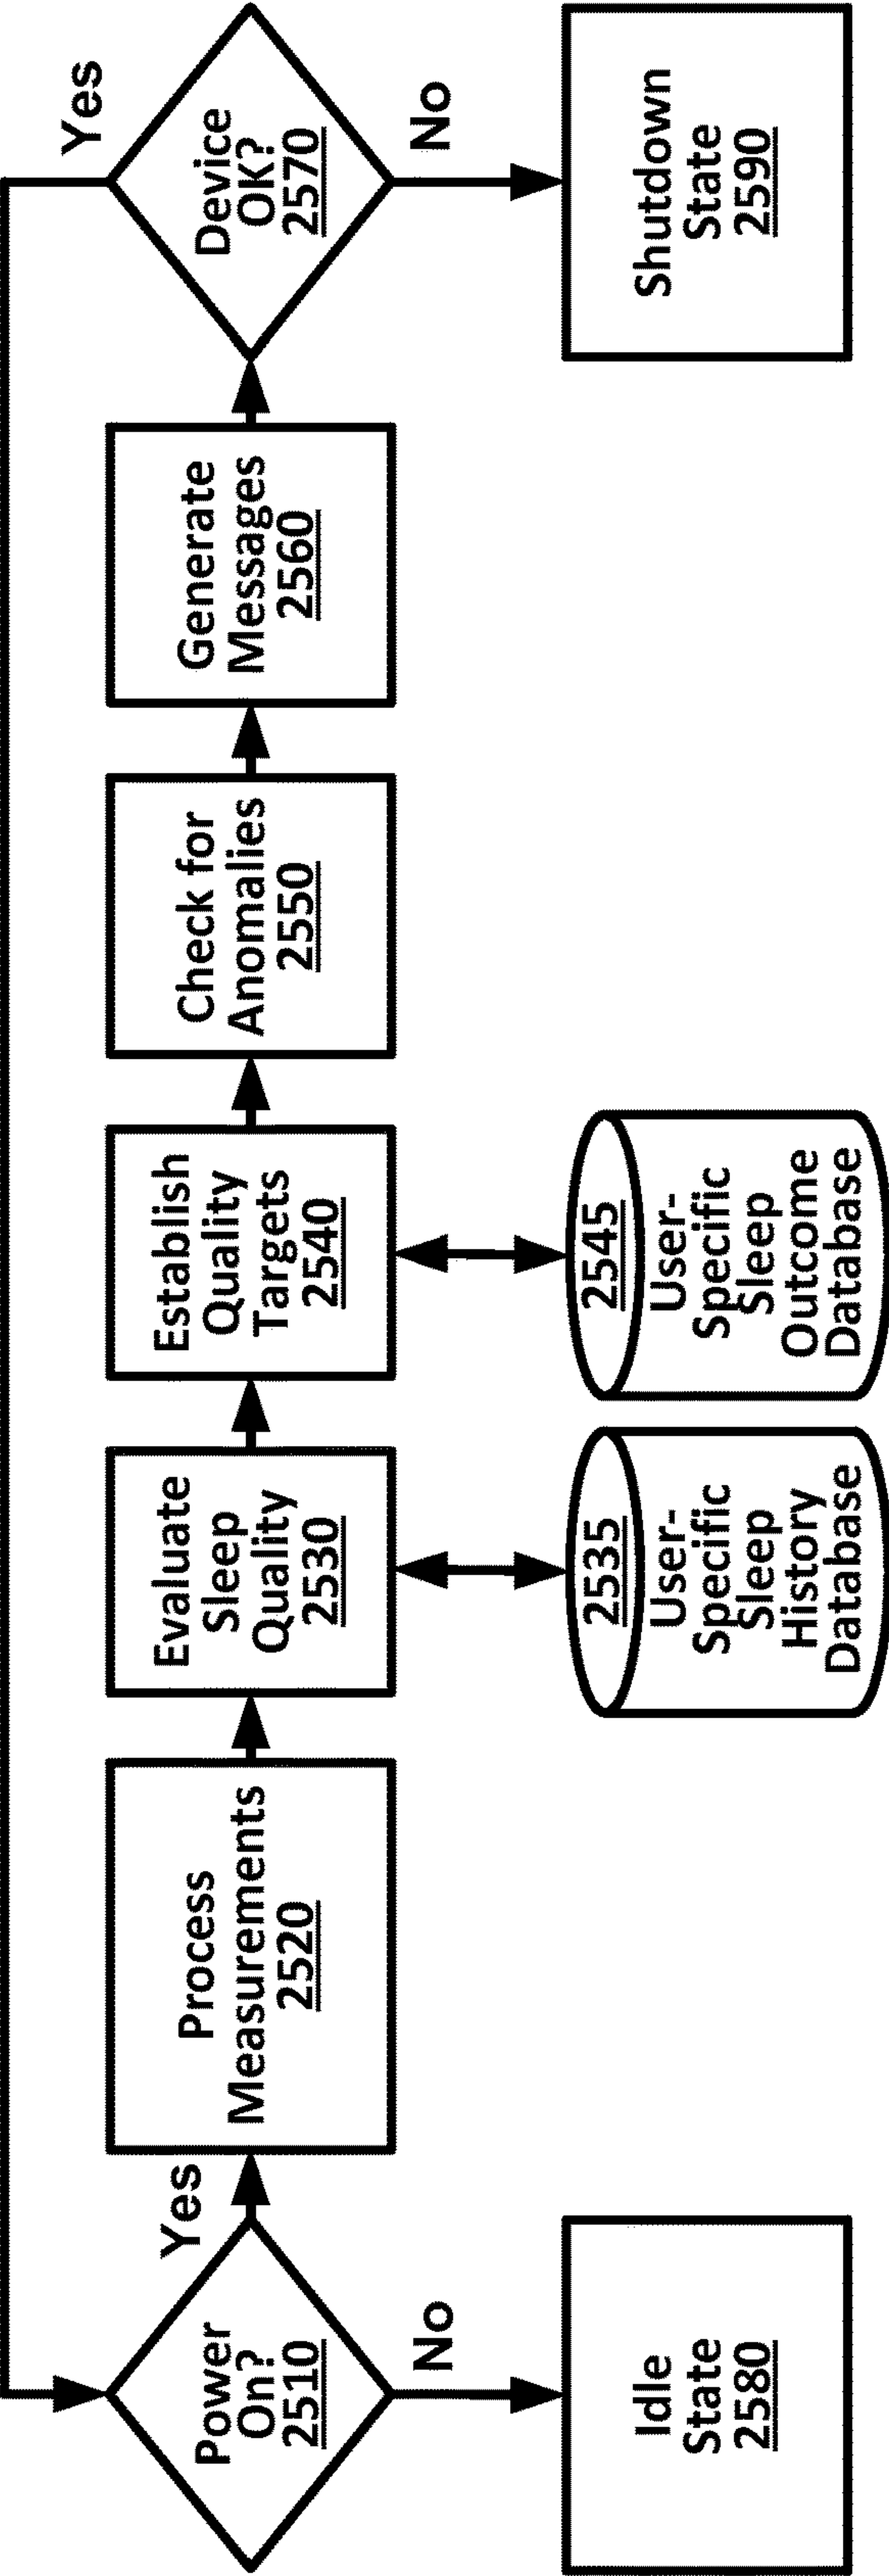 Power
On?
2510
Yes
No
Idle
State
2580
Process
Measurements
2520
Evaluate
Sleep
Quality
2530
2535
User-
Specific
Sleep
History
Database
Establish
Quality
Targets
2540
2545
User-
Specific
Sleep
Outcome
Database
Check for
Anomalies
2550
Generate
Messages
2560
Device
OK?
2570
Yes
No
Shutdown
State
2590